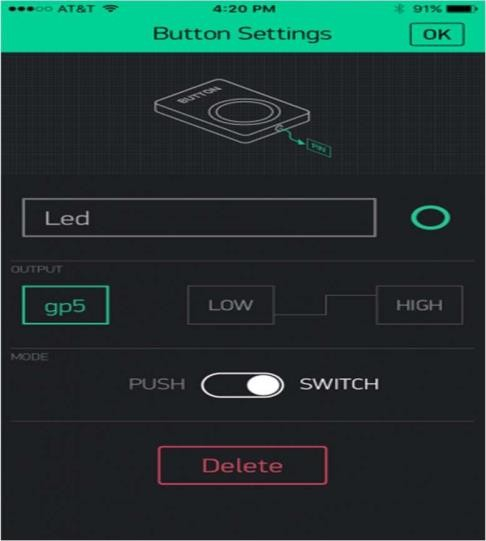 AT&T 4:20 PM 91%
Button Settings OK
BUTTON
PIN
Led
OUTPUT
gp5 LOW HIGH
MODE
PUSH SWITCH
Delete